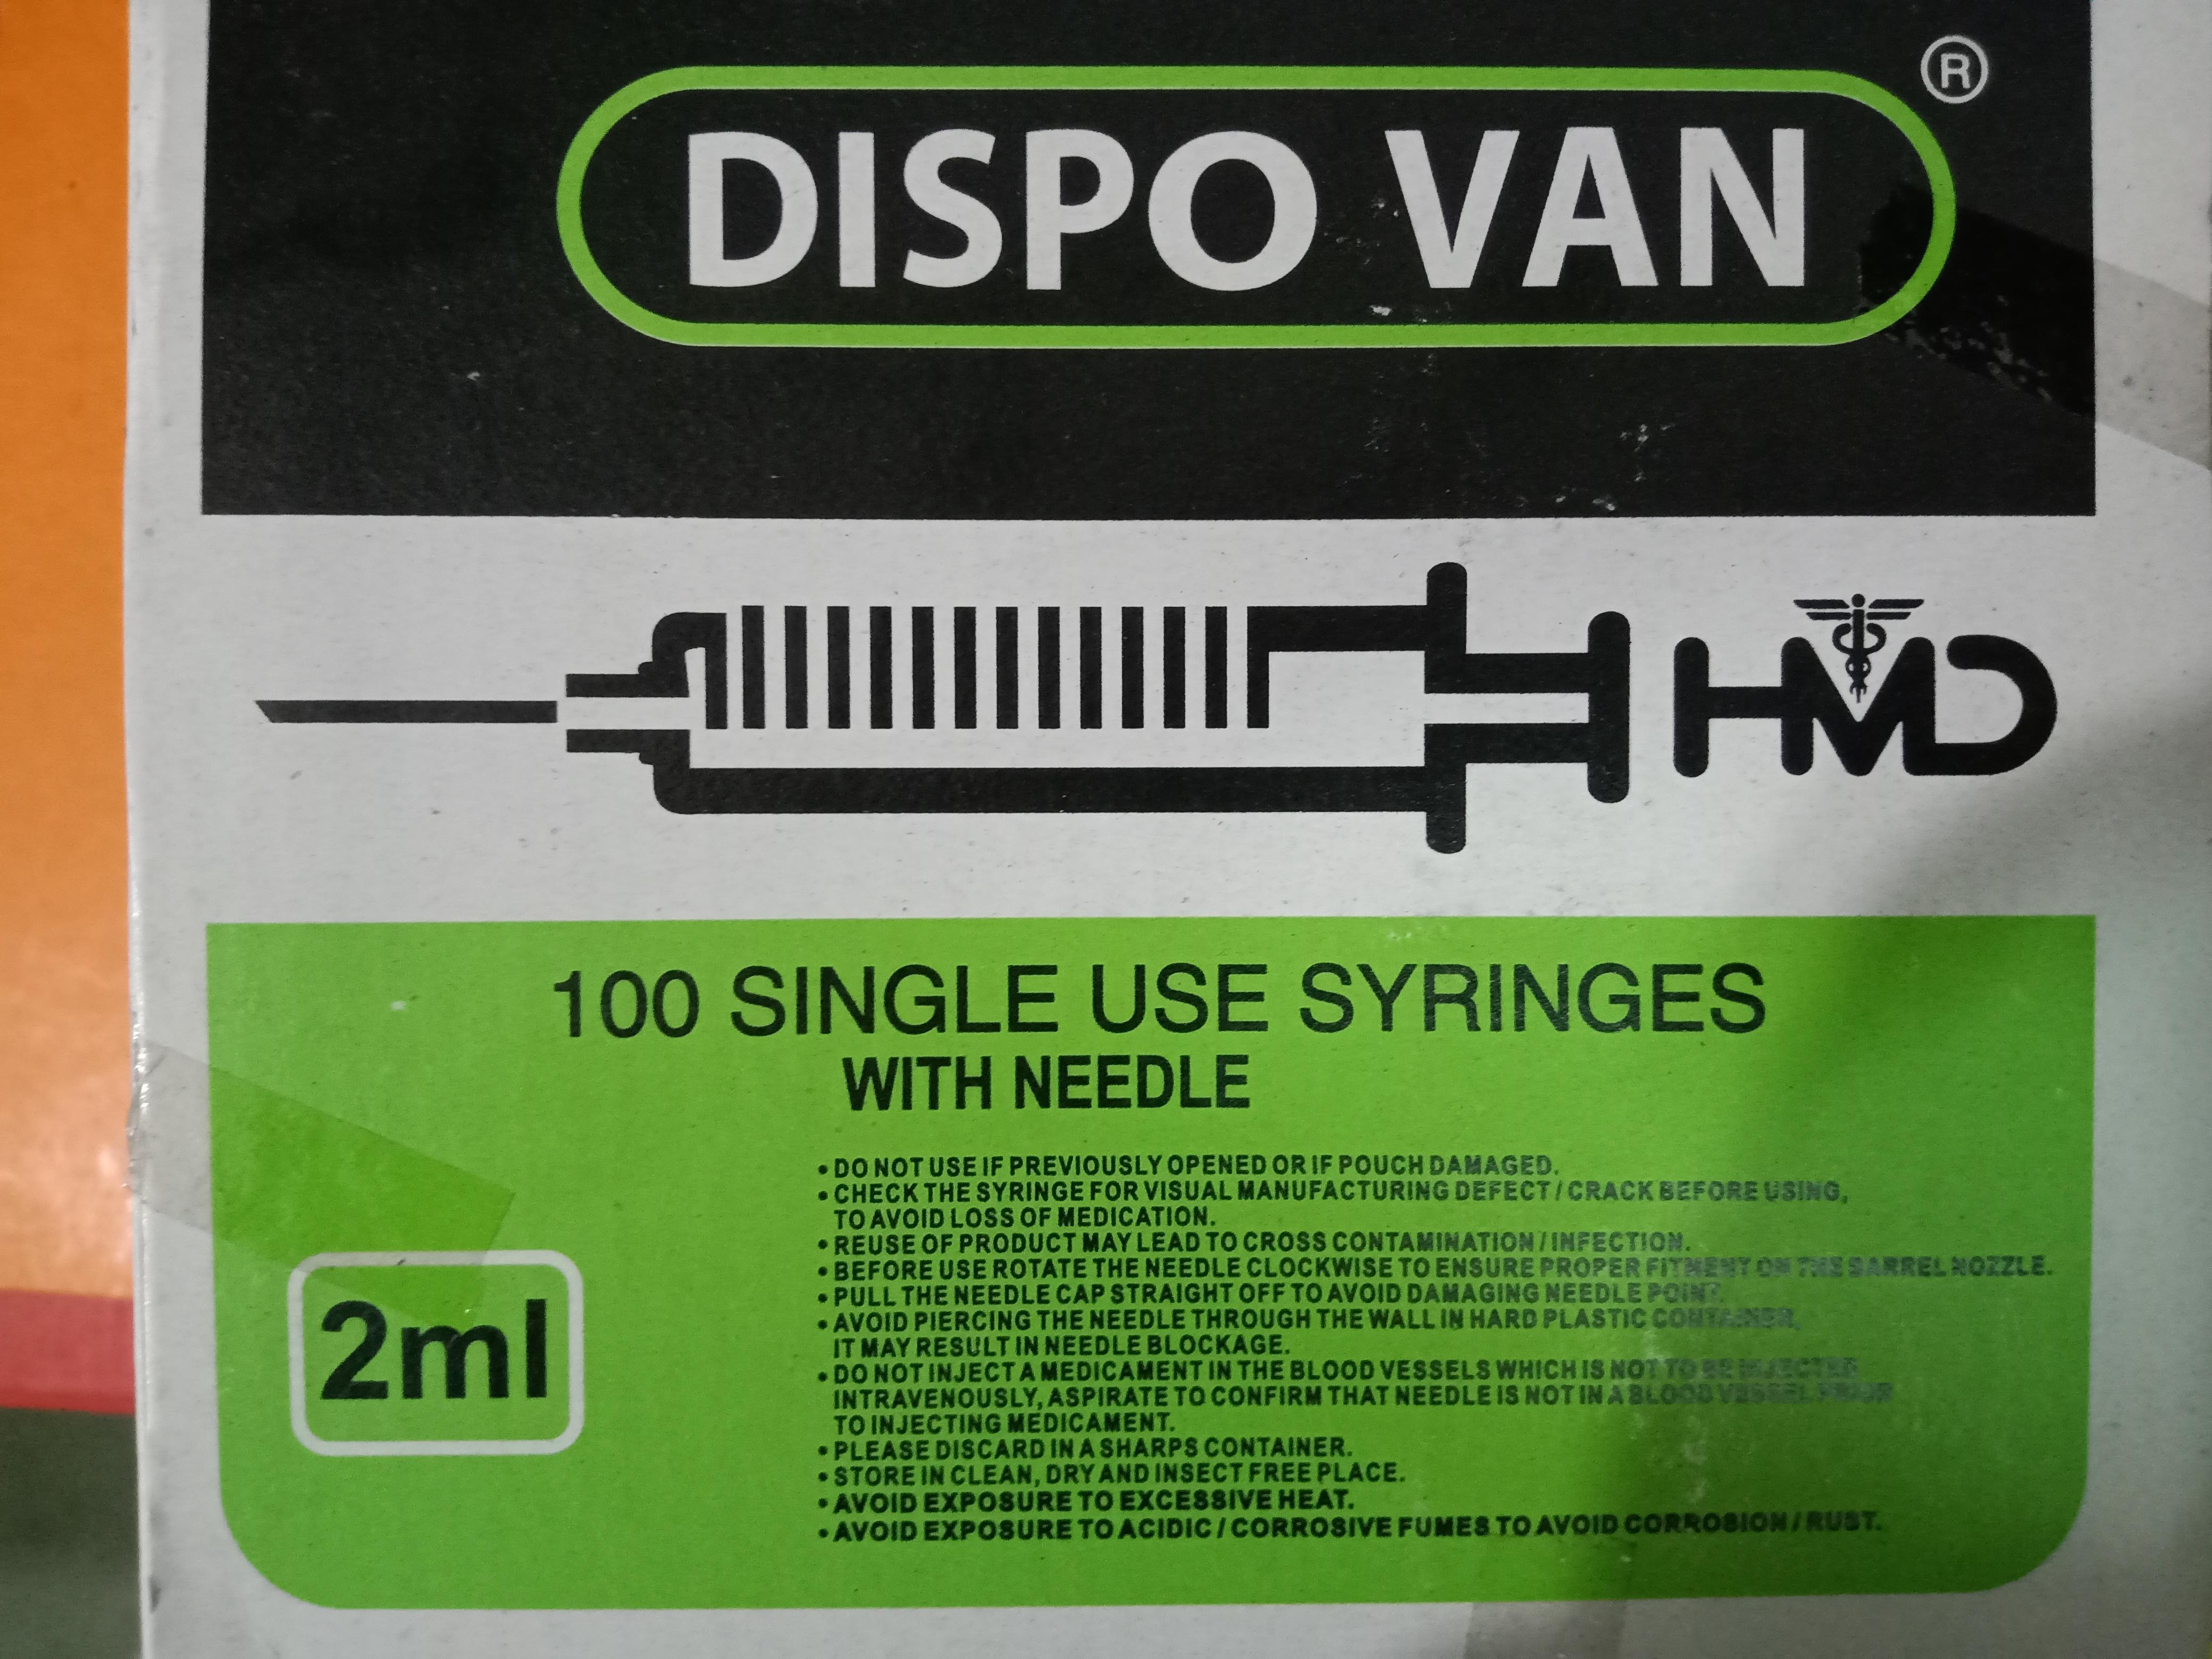 DISPO VAN ®
HMD
100 SINGLE USE SYRINGES
WITH NEEDLE
• DO NOT USE IF PREVIOUSLY OPENED OR IF POUCH DAMAGED.
• CHECK THE SYRINGE FOR VISUAL MANUFACTURING DEFECT / CRACK BEFORE USING,
TO AVOID LOSS OF MEDICATION.
• REUSE OF PRODUCT MAY LEAD TO CROSS CONTAMINATION / INFECTION.
• BEFORE USE ROTATE THE NEEDLE CLOCKWISE TO ENSURE PROPER FITMENT ON THE BARREL NOZZLE.
• PULL THE NEEDLE CAP STRAIGHT OFF TO AVOID DAMAGING NEEDLE POINT.
• AVOID PIERCING THE NEEDLE THROUGH THE WALL IN HARD PLASTIC CONTAINER,
IT MAY RESULT IN NEEDLE BLOCKAGE.
• DO NOT INJECT A MEDICAMENT IN THE BLOOD VESSELS WHICH IS NOT TO BE INJECTED
INTRAVENOUSLY, ASPIRATE TO CONFIRM THAT NEEDLE IS NOT IN A BLOOD VESSEL PRIOR
TO INJECTING MEDICAMENT.
• PLEASE DISCARD IN A SHARPS CONTAINER.
• STORE IN CLEAN, DRY AND INSECT FREE PLACE.
• AVOID EXPOSURE TO EXCESSIVE HEAT.
• AVOID EXPOSURE TO ACIDIC / CORROSIVE FUMES TO AVOID CORROSION / RUST.
2ml